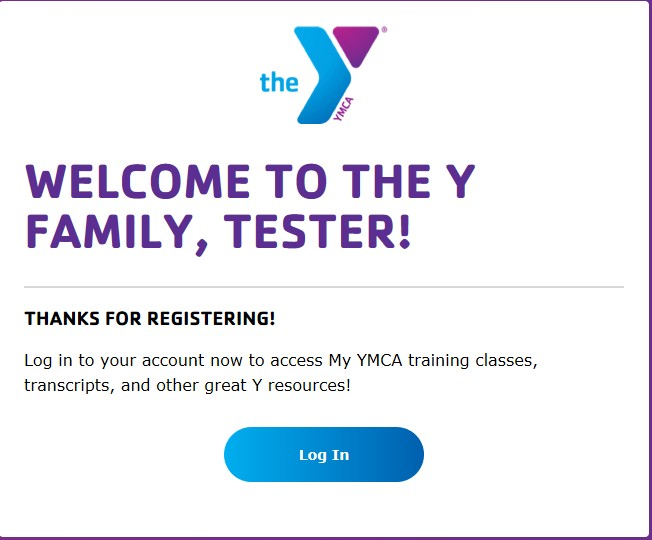 the
YMCA
®
WELCOME TO THE Y
FAMILY, TESTER!
THANKS FOR REGISTERING!
Log in to your account now to access My YMCA training classes,
transcripts, and other great Y resources!
Log In